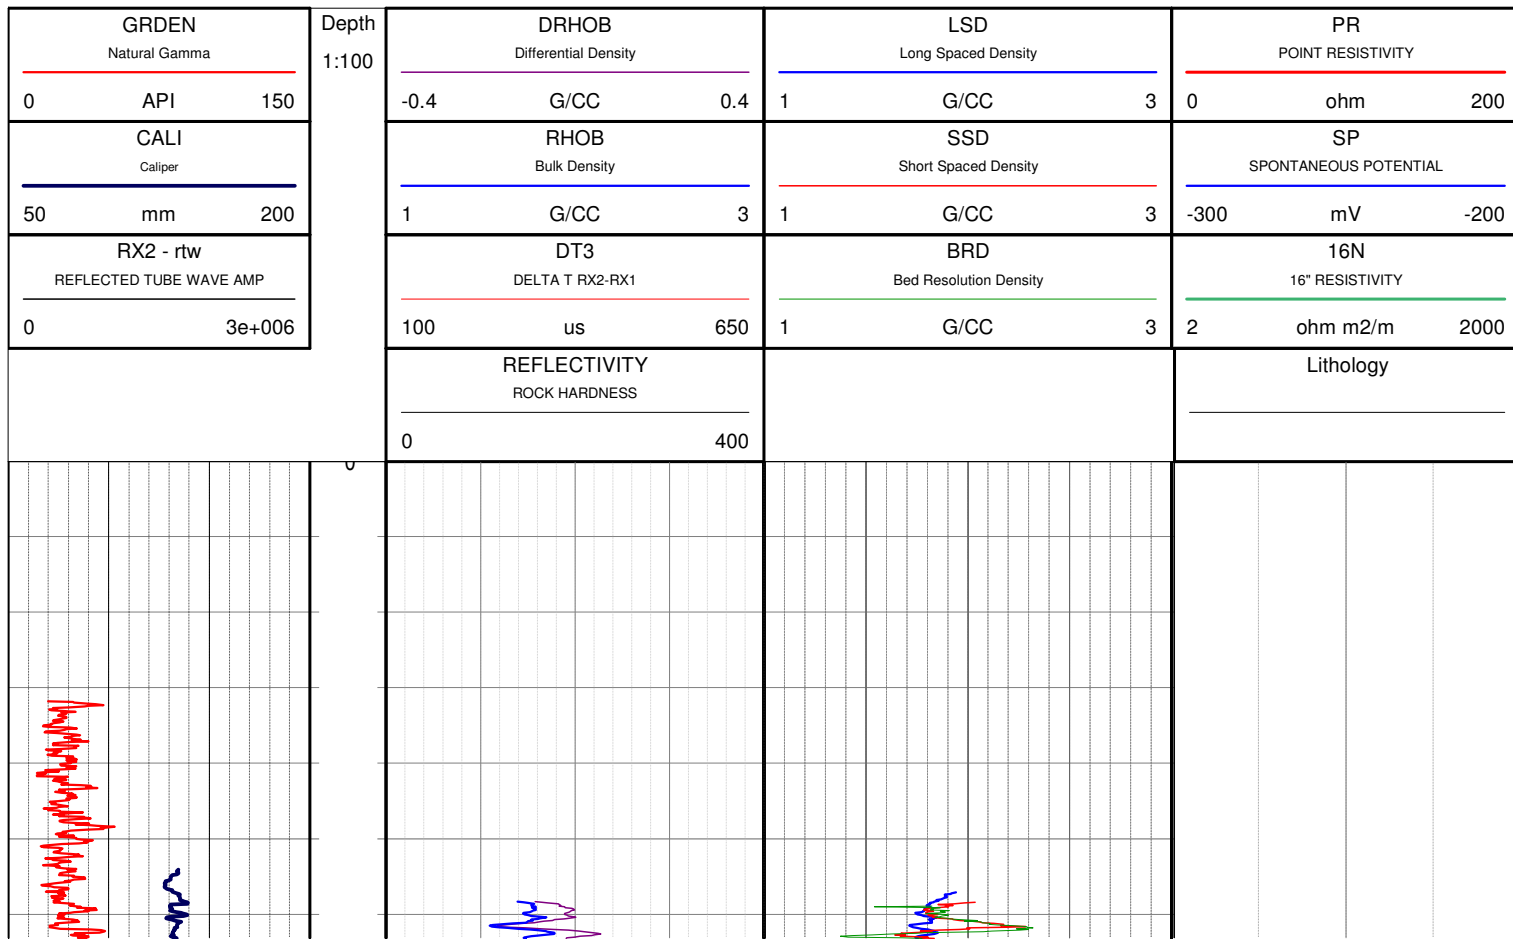 GRDEN
Natural Gamma
0 API 150
CALI
Caliper
50 mm 200
RX2 - rtw
REFLECTED TUBE WAVE AMP
0 3e+006
Depth
1:100
DRHOB
Differential Density
-0.4 G/CC 0.4
RHOB
Bulk Density
1 G/CC 3
DT3
DELTA T RX2-RX1
100 us 650
REFLECTIVITY
ROCK HARDNESS
0 400
LSD
Long Spaced Density
1 G/CC 3
SSD
Short Spaced Density
1 G/CC 3
BRD
Bed Resolution Density
1 G/CC 3
PR
POINT RESISTIVITY
0 ohm 200
SP
SPONTANEOUS POTENTIAL
-300 mV -200
16N
16" RESISTIVITY
2 ohm m2/m 2000
Lithology
0